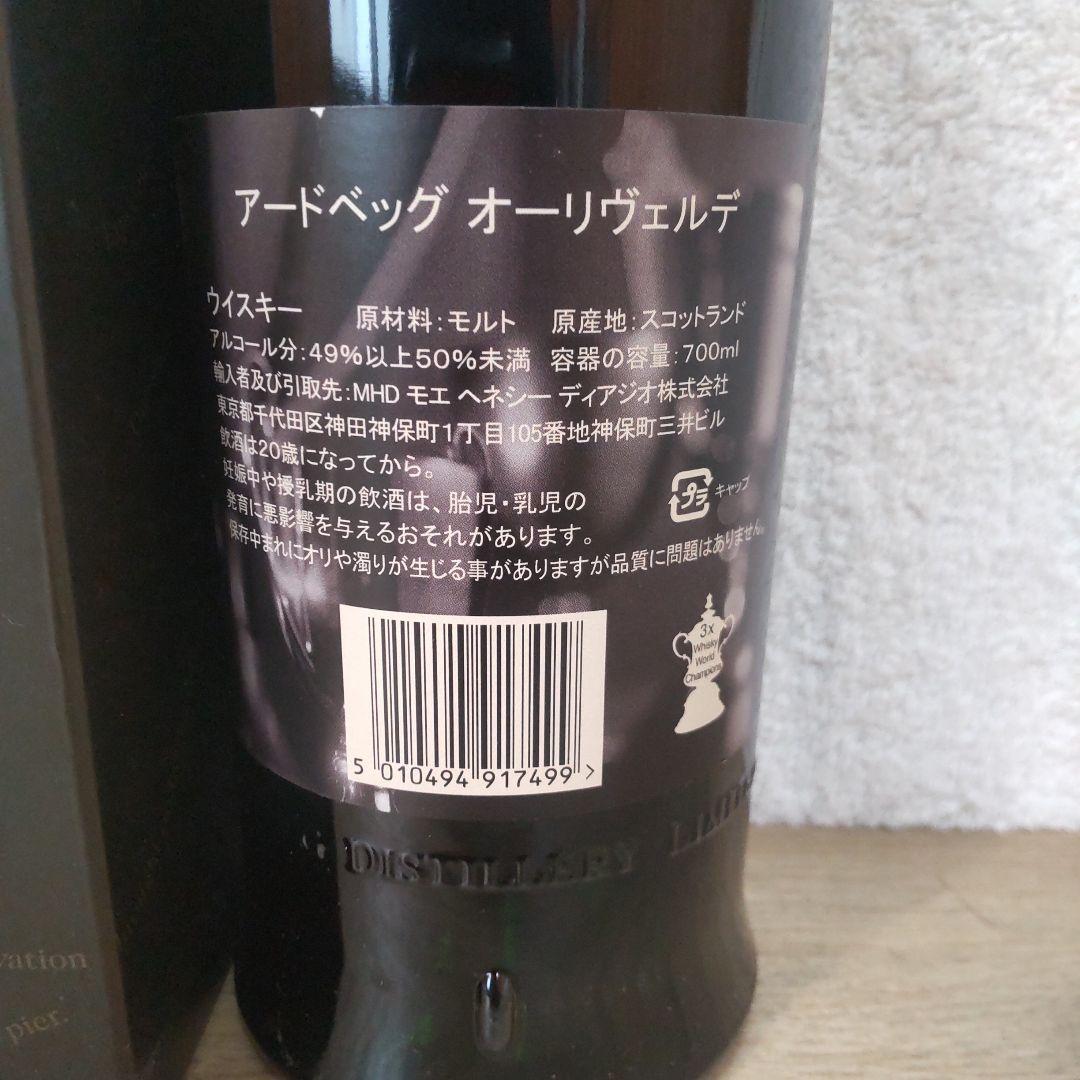 アードベッグ オーリヴェルデ
ウイスキー 原材料:モルト 原産地:スコットランド
アルコール分:49%以上50%未満 容器の容量:700ml
輸入者及び引取先:MHD モエ ヘネシー ディアジオ株式会社
東京都千代田区神田神保町1丁目105番地神保町三井ビル
飲酒は20歳になってから。
妊娠中や授乳期の飲酒は、胎児・乳児の
発育に悪影響を与えるおそれがあります。
保存中まれにオリや濁りが生じる事がありますが品質に問題はありません。
プラ キャップ
3x
Whisky
World
Champions
5 010494 917499 >
DISTILLERY
pier.